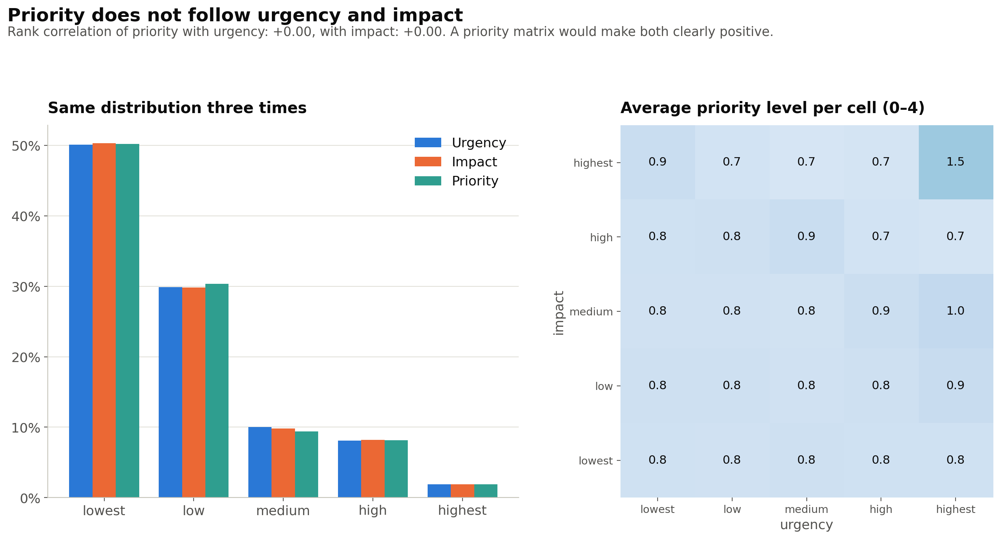 Priority does not follow urgency and impact
Rank correlation of priority with urgency: +0.00, with impact: +0.00. A priority matrix would make both clearly positive.
Same distribution three times
50%
40%
30%
20%
10%
0%
Urgency
Impact
Priority
lowest low medium high highest
Average priority level per cell (0–4)
impact
highest 0.9 0.7 0.7 0.7 1.5
high 0.8 0.8 0.9 0.7 0.7
medium 0.8 0.8 0.8 0.9 1.0
low 0.8 0.8 0.8 0.8 0.9
lowest 0.8 0.8 0.8 0.8 0.8
lowest low medium high highest
urgency